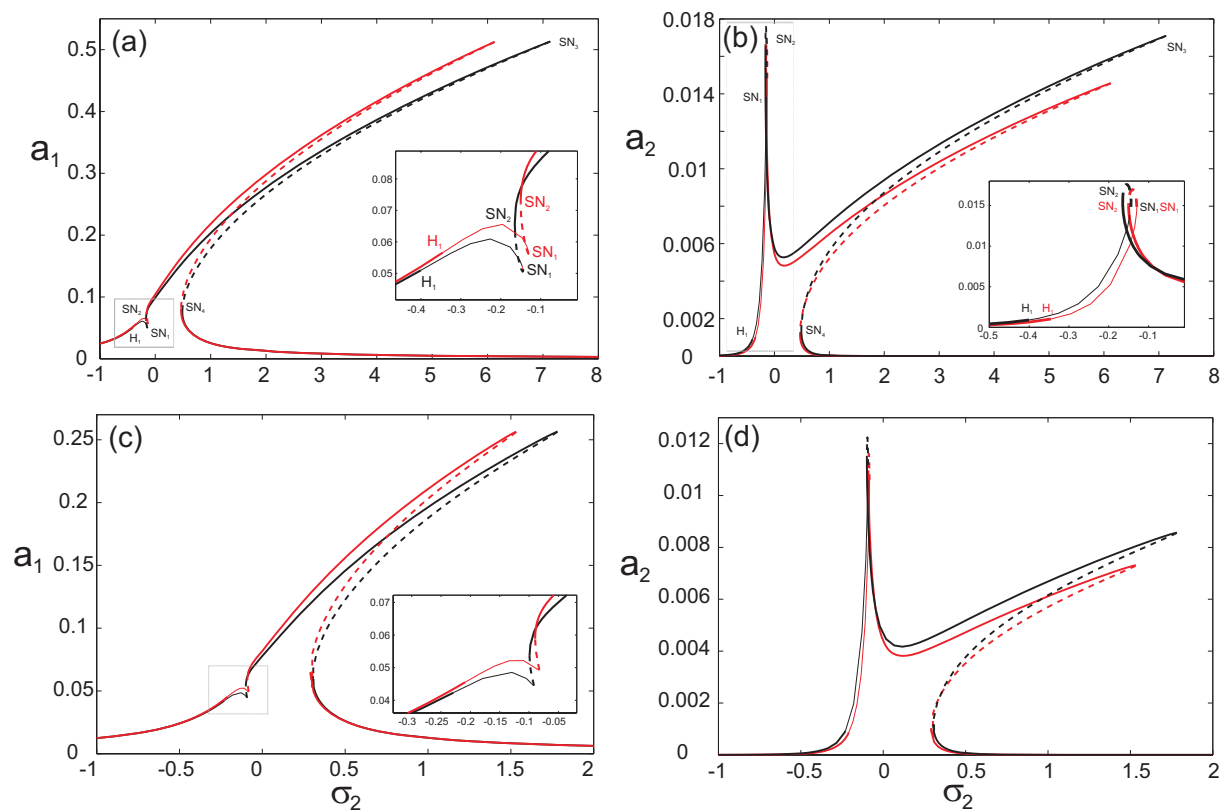 (a)
a1
0.5
0.4
0.3
0.2
0.1
0
-1 0 1 2 3 4 5 6 7 8
SN3
SN2
H1
SN1
SN4
0.08
0.07
0.06
0.05
-0.4 -0.3 -0.2 -0.1
H1
H1
SN2
SN2
SN1
SN1
(b)
a2
0.018
0.014
0.01
0.006
0.002
0
-1 0 1 2 3 4 5 6 7 8
SN2
SN1
SN3
H1
SN4
0.015
0.01
0.005
0
-0.5 -0.4 -0.3 -0.2 -0.1
SN2
SN2
SN1 SN1
H1 H1
(c)
a1
0.25
0.2
0.15
0.1
0.05
0
-1 -0.5 0 0.5 1 1.5 2
σ2
0.07
0.06
0.05
0.04
-0.3 -0.25 -0.2 -0.15 -0.1 -0.05
(d)
a2
0.012
0.01
0.008
0.006
0.004
0.002
0
-1 -0.5 0 0.5 1 1.5 2
σ2